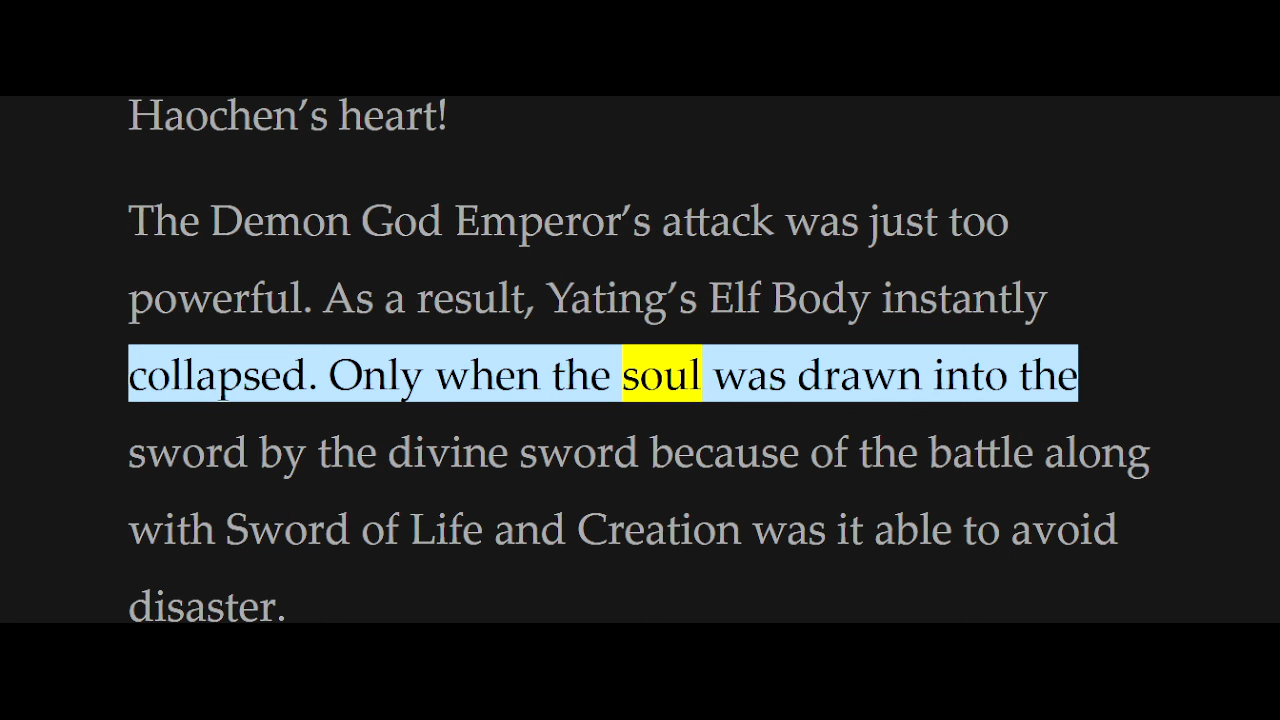 Haochen’s heart!
The Demon God Emperor’s attack was just too
powerful. As a result, Yating’s Elf Body instantly
collapsed. Only when the soul was drawn into the
sword by the divine sword because of the battle along
with Sword of Life and Creation was it able to avoid
disaster.